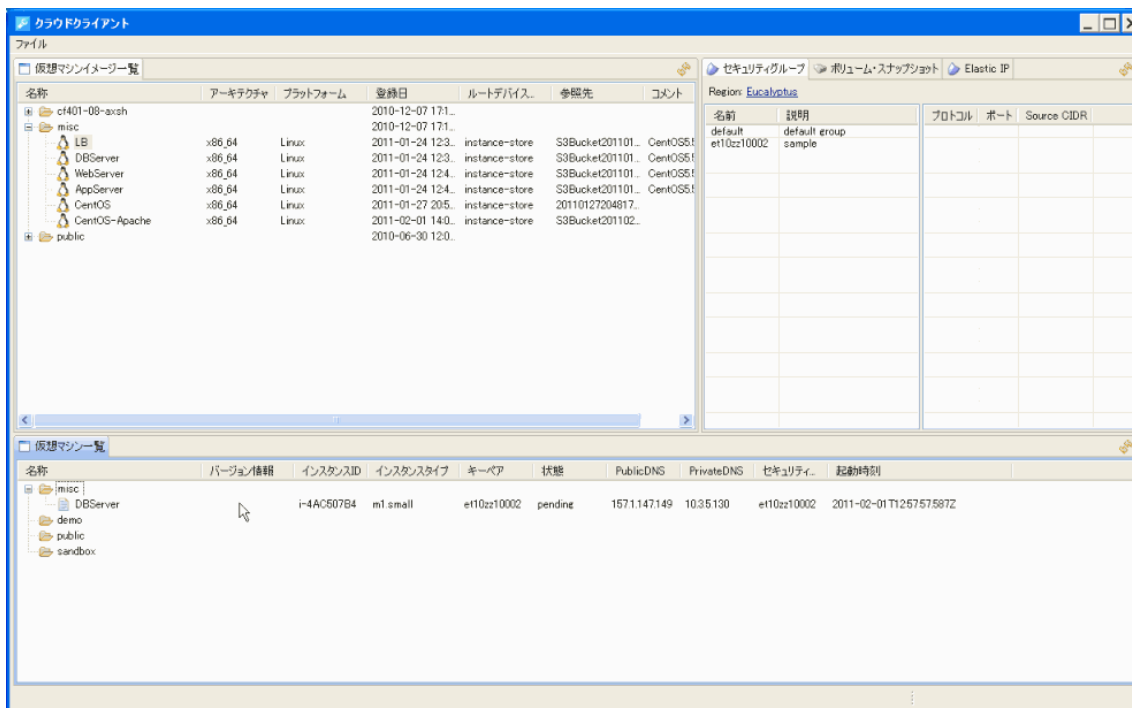 クラウドクライアント
ファイル
仮想マシンイメージ一覧
名称 アーキテクチャ プラットフォーム 登録日 ルートデバイス... 参照先 コメント
cf401-08-axsh 2010-12-07 17:1...
misc 2010-12-07 17:1...
LB x86_64 Linux 2011-01-24 12:3... instance-store S3Bucket201101... CentOS5.5
DBServer x86_64 Linux 2011-01-24 12:3... instance-store S3Bucket201101... CentOS5.5
WebServer x86_64 Linux 2011-01-24 12:4... instance-store S3Bucket201101... CentOS5.5
AppServer x86_64 Linux 2011-01-24 12:4... instance-store S3Bucket201101... CentOS5.5
CentOS x86_64 Linux 2011-01-27 20:5... instance-store 20110127204817...
CentOS-Apache x86_64 Linux 2011-02-01 14:0... instance-store S3Bucket201102...
public 2010-06-30 12:0...
セキュリティグループ ボリューム・スナップショット Elastic IP
Region: Eucalyptus
名前 説明 プロトコル ポート Source CIDR
default default group
et10zz10002 sample
仮想マシン一覧
名称 バージョン情報 インスタンスID インスタンスタイプ キーペア 状態 PublicDNS PrivateDNS セキュリティ... 起動時刻
misc
DBServer i-4AC507B4 m1.small et10zz10002 pending 157.1.147.149 10.3.5.130 et10zz10002 2011-02-01T12:57:57.587Z
demo
public
sandbox